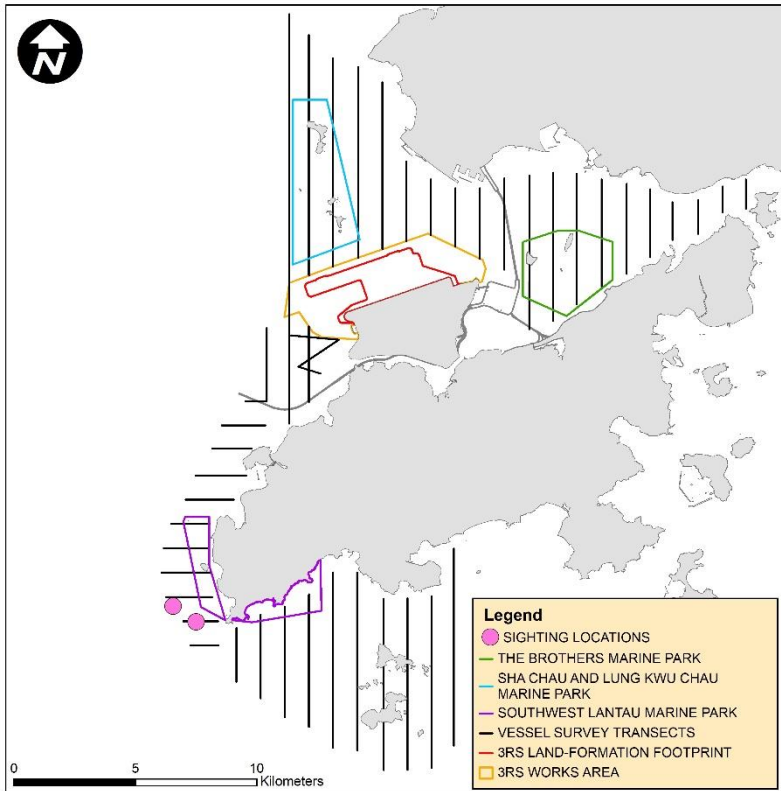 N
Legend
SIGHTING LOCATIONS
THE BROTHERS MARINE PARK
SHA CHAU AND LUNG KWU CHAU
MARINE PARK
SOUTHWEST LANTAU MARINE PARK
VESSEL SURVEY TRANSECTS
3RS LAND-FORMATION FOOTPRINT
3RS WORKS AREA
0 5 10
Kilometers